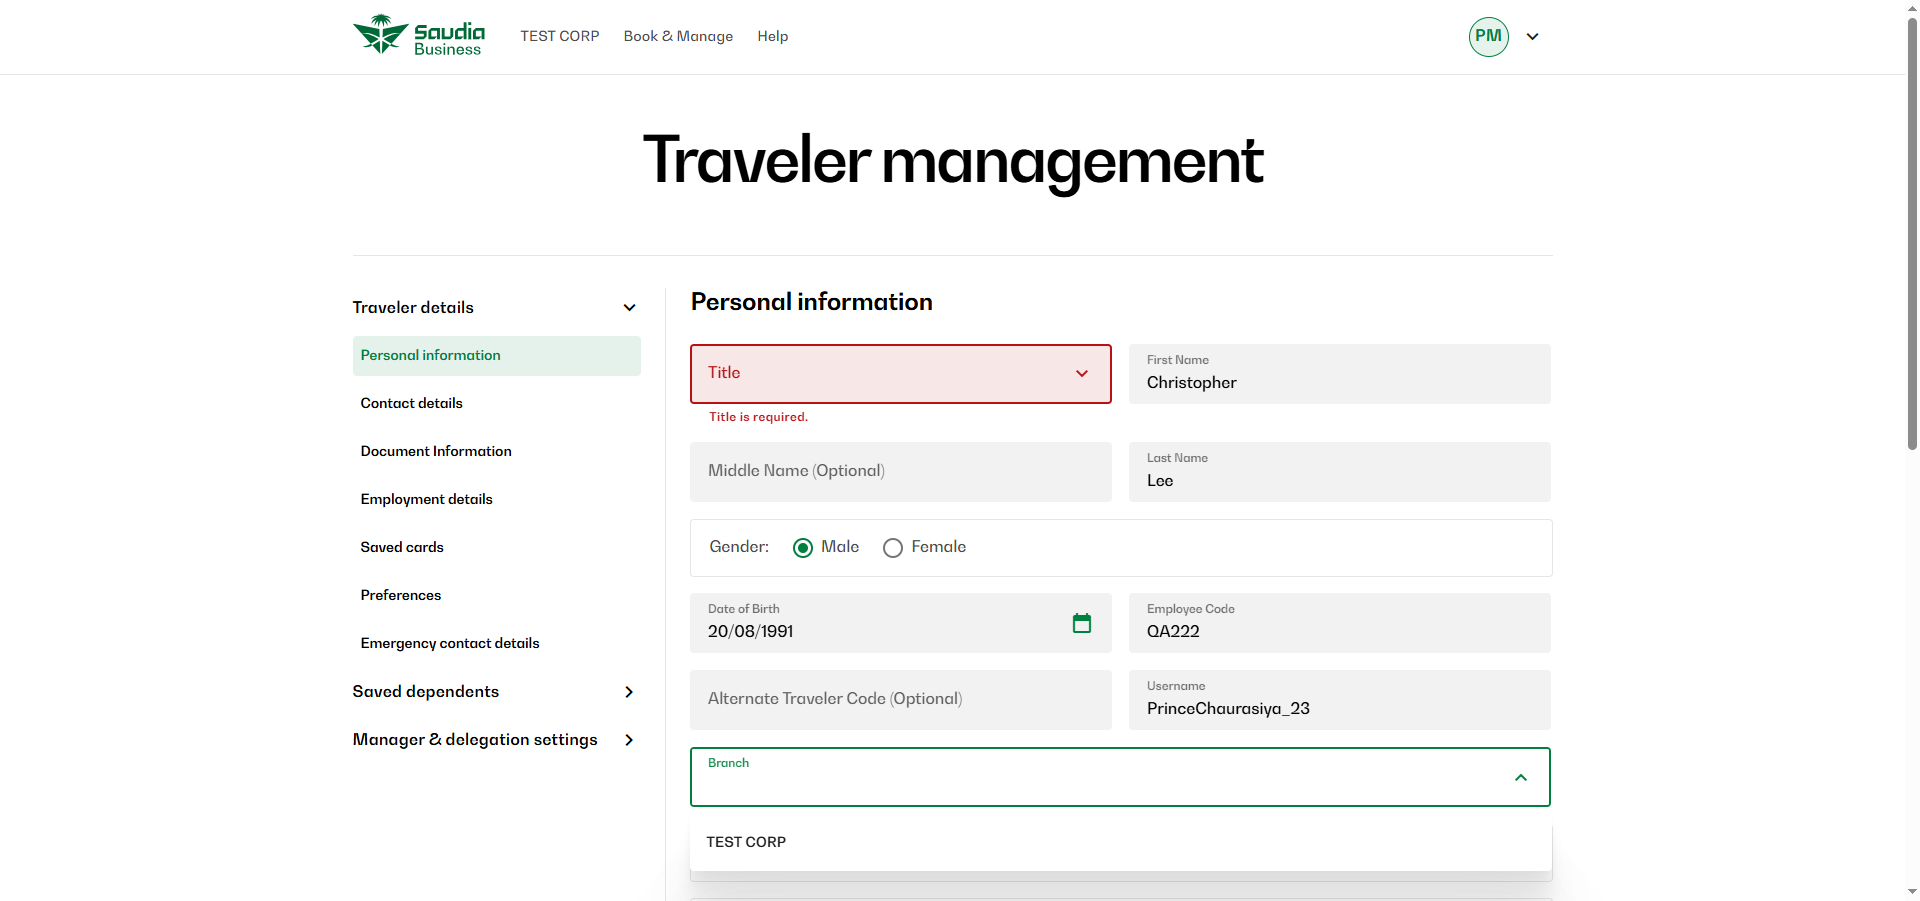 Saudia
Business
TEST CORP
Book & Manage
Help
PM
Traveler management
Traveler details
Personal information
Contact details
Document Information
Employment details
Saved cards
Preferences
Emergency contact details
Saved dependents
Manager & delegation settings
Personal information
Title
Title is required.
First Name
Christopher
Middle Name (Optional)
Last Name
Lee
Gender:
Male
Female
Date of Birth
20/08/1991
Employee Code
QA222
Alternate Traveler Code (Optional)
Username
PrinceChaurasiya_23
Branch
TEST CORP